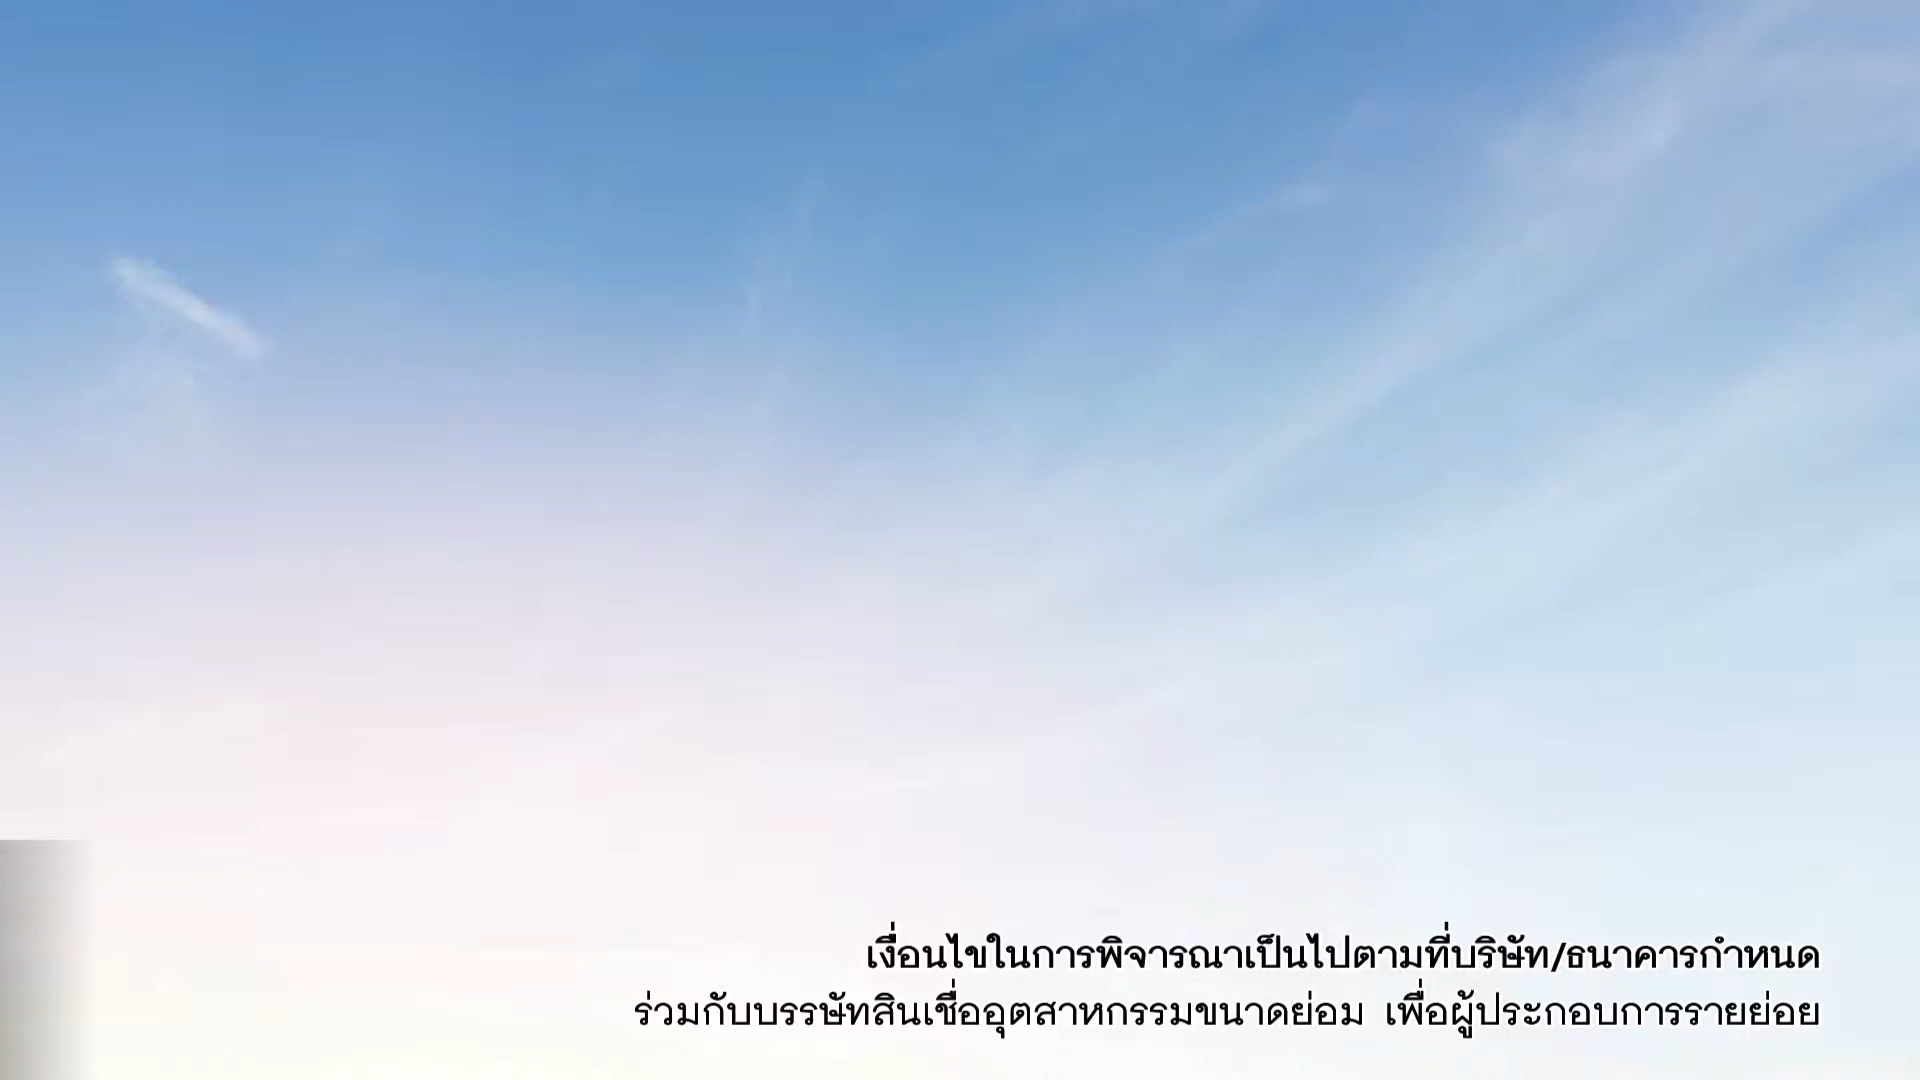 เงื่อนไขในการพิจารณาเป็นไปตามที่บริษัท/ธนาคารกำหนด
ร่วมกับบรรษัทสินเชื่ออุตสาหกรรมขนาดย่อม เพื่อผู้ประกอบการรายย่อย